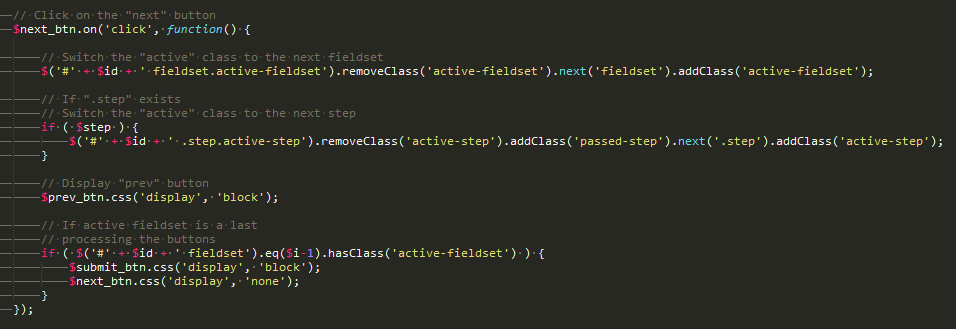 // Click on the "next" button
$next_btn.on('click', function() {
// Switch the "active" class to the next fieldset
$('#' + $id + ' fieldset.active-fieldset').removeClass('active-fieldset').next('fieldset').addClass('active-fieldset');
// If ".step" exists
// Switch the "active" class to the next step
if ( $step ) {
$('#' + $id + ' .step.active-step').removeClass('active-step').addClass('passed-step').next('.step').addClass('active-step');
}
// Display "prev" button
$prev_btn.css('display', 'block');
// If active fieldset is a last
// processing the buttons
if ( $('#' + $id + ' fieldset').eq($i-1).hasClass('active-fieldset') ) {
$submit_btn.css('display', 'block');
$next_btn.css('display', 'none');
}
});